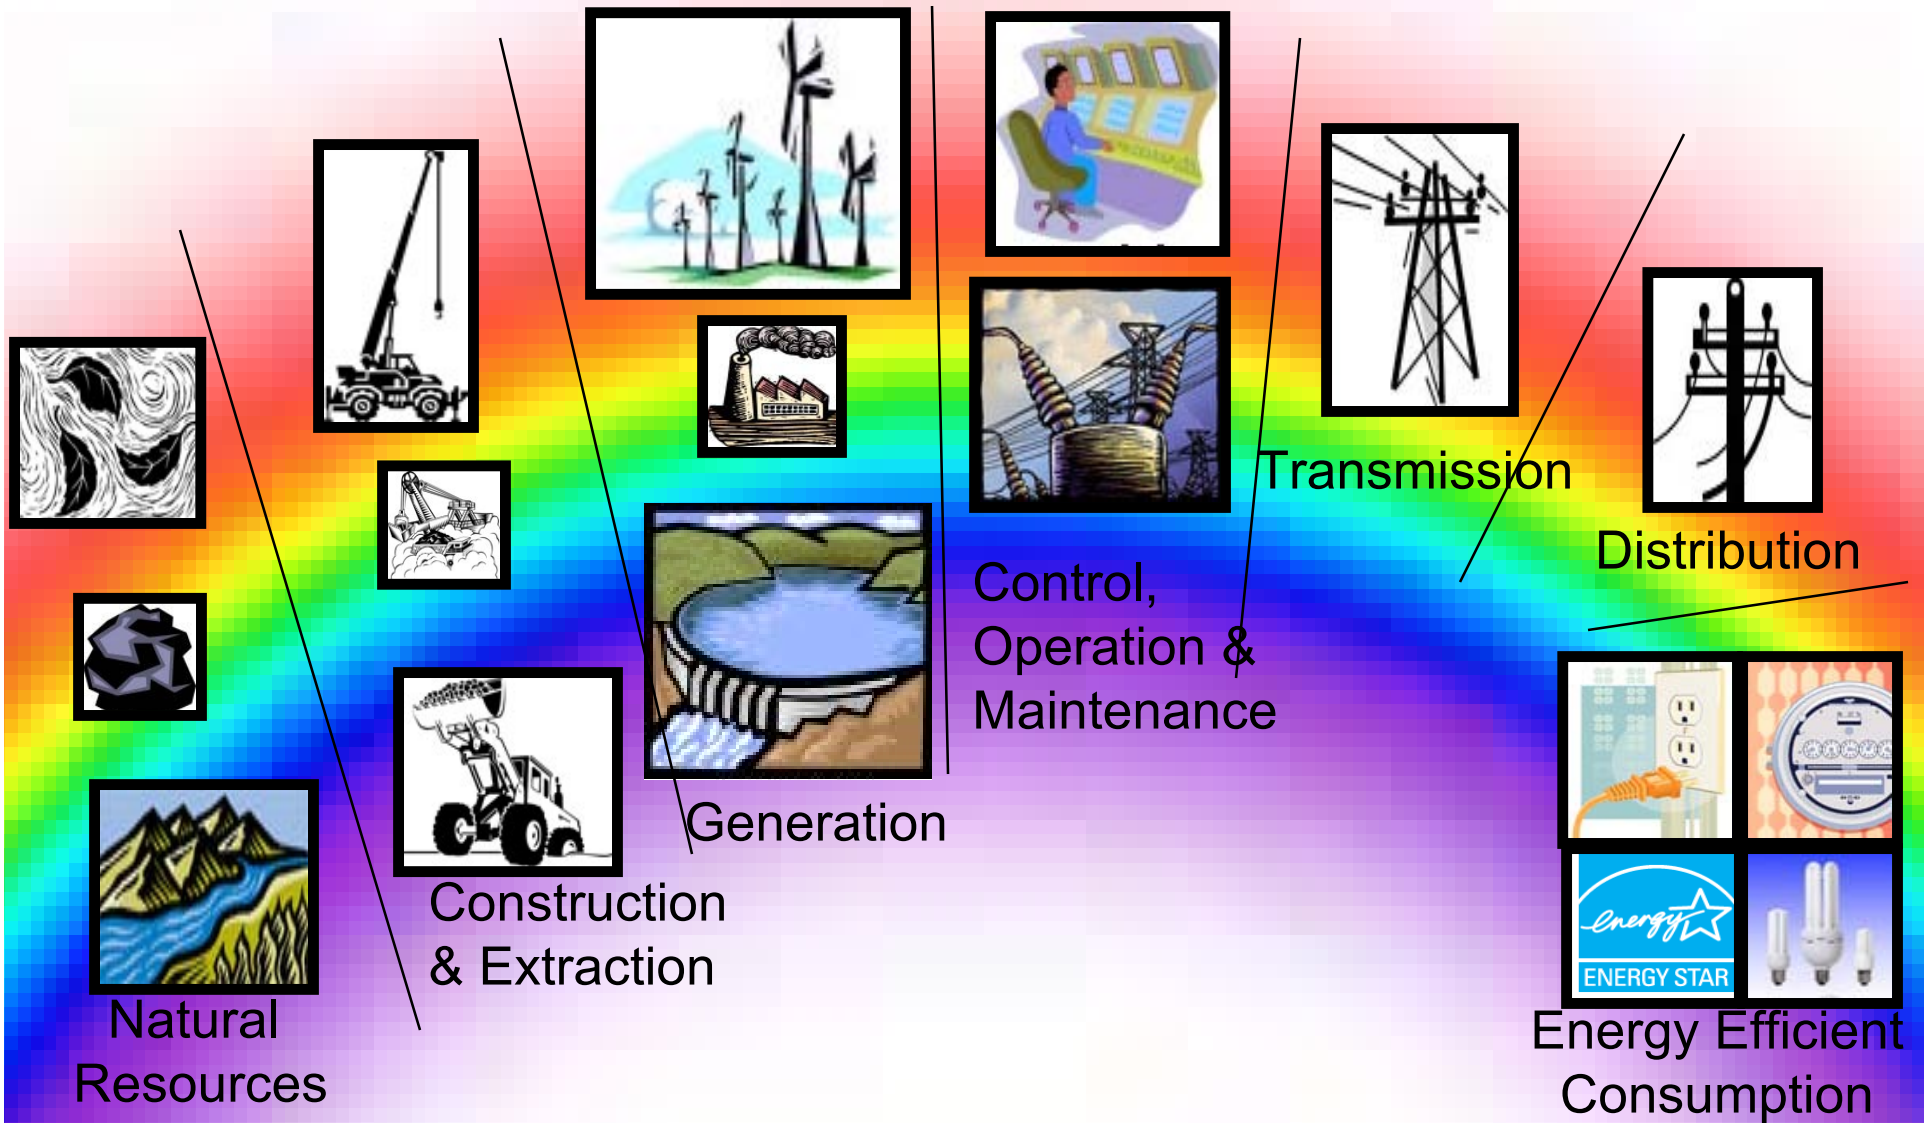 Natural
Resources
Construction
& Extraction
Generation
Control,
Operation &
Maintenance
Transmission
Distribution
energy
ENERGY STAR
Energy Efficient
Consumption